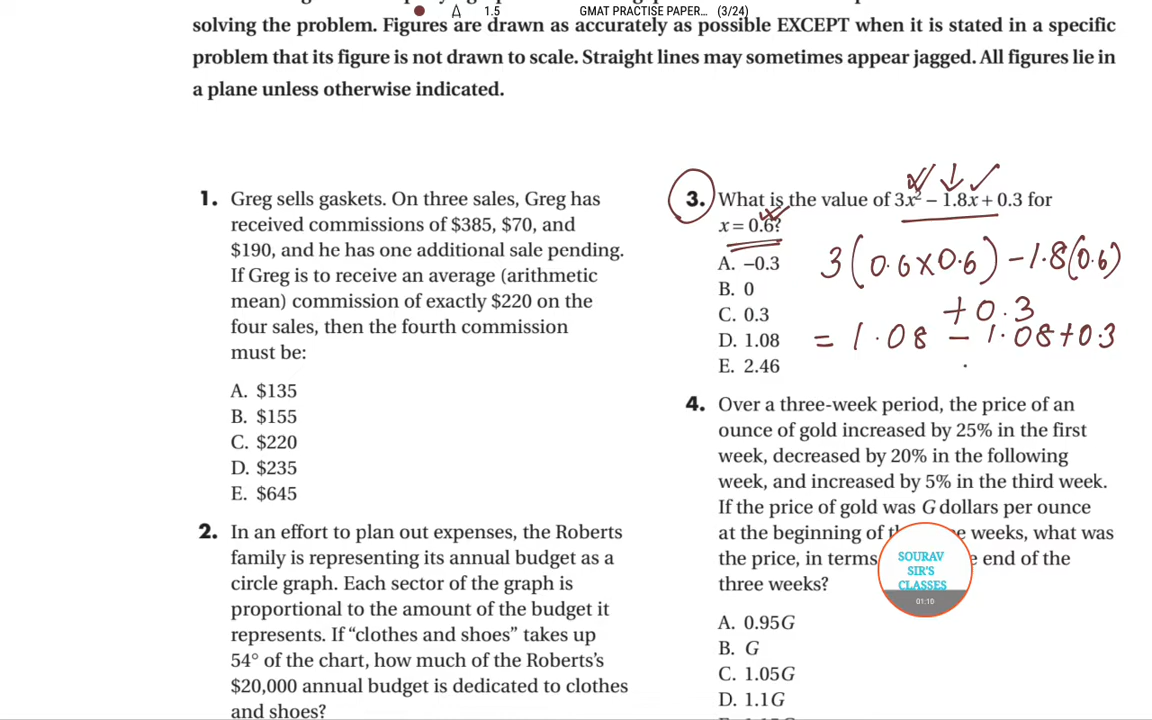 1.5 GMAT PRACTISE PAPER... (3/24)
solving the problem. Figures are drawn as accurately as possible EXCEPT when it is stated in a specific
problem that its figure is not drawn to scale. Straight lines may sometimes appear jagged. All figures lie in
a plane unless otherwise indicated.
1. Greg sells gaskets. On three sales, Greg has
received commissions of $385, $70, and
$190, and he has one additional sale pending.
If Greg is to receive an average (arithmetic
mean) commission of exactly $220 on the
four sales, then the fourth commission
must be:
A. $135
B. $155
C. $220
D. $235
E. $645
2. In an effort to plan out expenses, the Roberts
family is representing its annual budget as a
circle graph. Each sector of the graph is
proportional to the amount of the budget it
represents. If “clothes and shoes” takes up
54° of the chart, how much of the Roberts’s
$20,000 annual budget is dedicated to clothes
and shoes?
3. What is the value of 3x² – 1.8x + 0.3 for
x = 0.6?
A. –0.3
B. 0
C. 0.3
D. 1.08
E. 2.46
3(0.6×0.6) –1.8(0.6)
+0.3
= 1.08 – 1.08+0.3
4. Over a three-week period, the price of an
ounce of gold increased by 25% in the first
week, decreased by 20% in the following
week, and increased by 5% in the third week.
If the price of gold was G dollars per ounce
at the beginning of weeks, what was
the price, in terms end of the
three weeks?
A. 0.95G
B. G
C. 1.05G
D. 1.1G
SOURAV
SIR'S
CLASSES
01:10